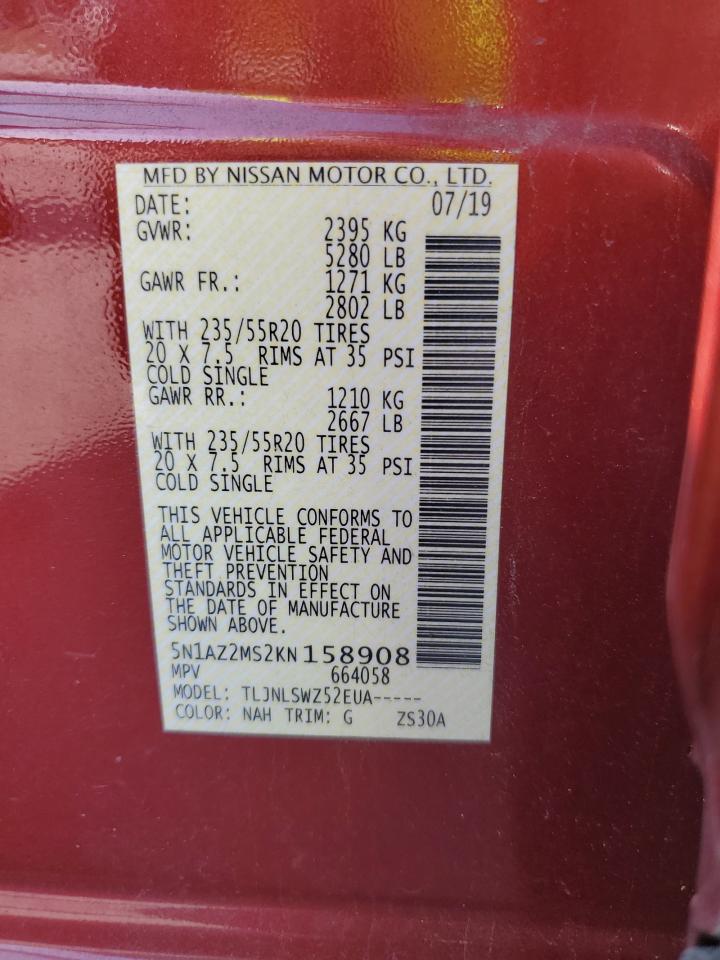 MFD BY NISSAN MOTOR CO., LTD.
DATE: 07/19
GVWR: 2395 KG
5280 LB
GAWR FR.: 1271 KG
2802 LB
WITH 235/55R20 TIRES
20 X 7.5 RIMS AT 35 PSI
COLD SINGLE
GAWR RR.: 1210 KG
2667 LB
WITH 235/55R20 TIRES
20 X 7.5 RIMS AT 35 PSI
COLD SINGLE
THIS VEHICLE CONFORMS TO
ALL APPLICABLE FEDERAL
MOTOR VEHICLE SAFETY AND
THEFT PREVENTION
STANDARDS IN EFFECT ON
THE DATE OF MANUFACTURE
SHOWN ABOVE.
5N1AZ2MS2KN158908
MPV 664058
MODEL: TLJNLSWZ52EUA-----
COLOR: NAH TRIM: G ZS30A